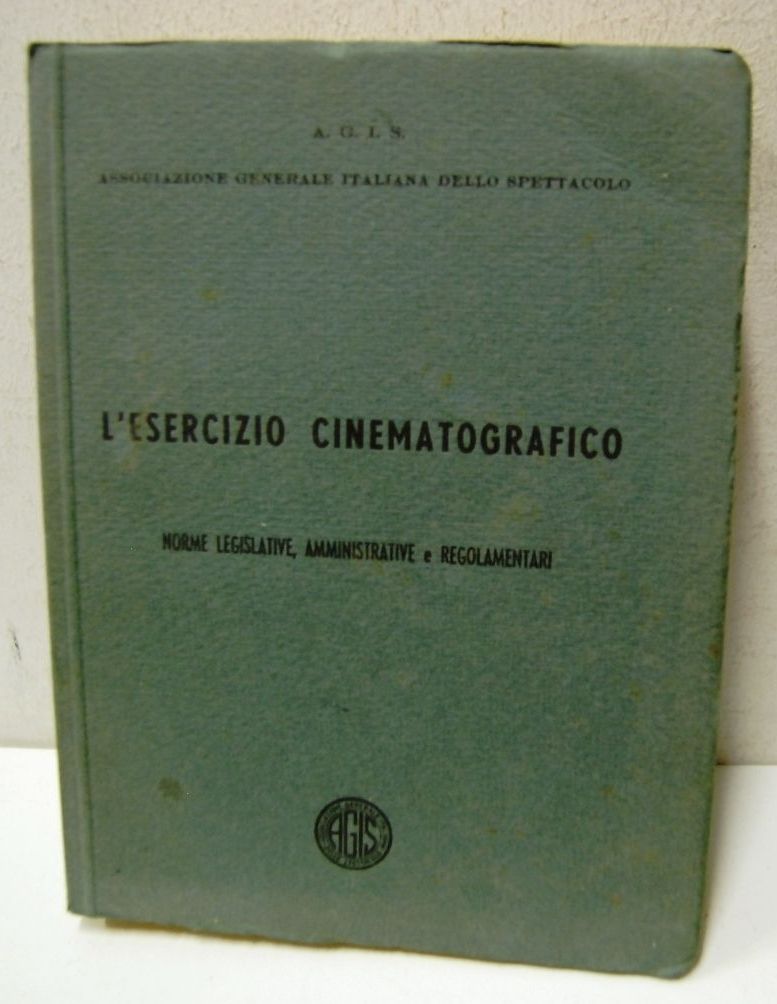 A. G. I. S.
ASSOCIAZIONE GENERALE ITALIANA DELLO SPETTACOLO
L'ESERCIZIO CINEMATOGRAFICO
NORME LEGISLATIVE, AMMINISTRATIVE e REGOLAMENTARI
AGIS